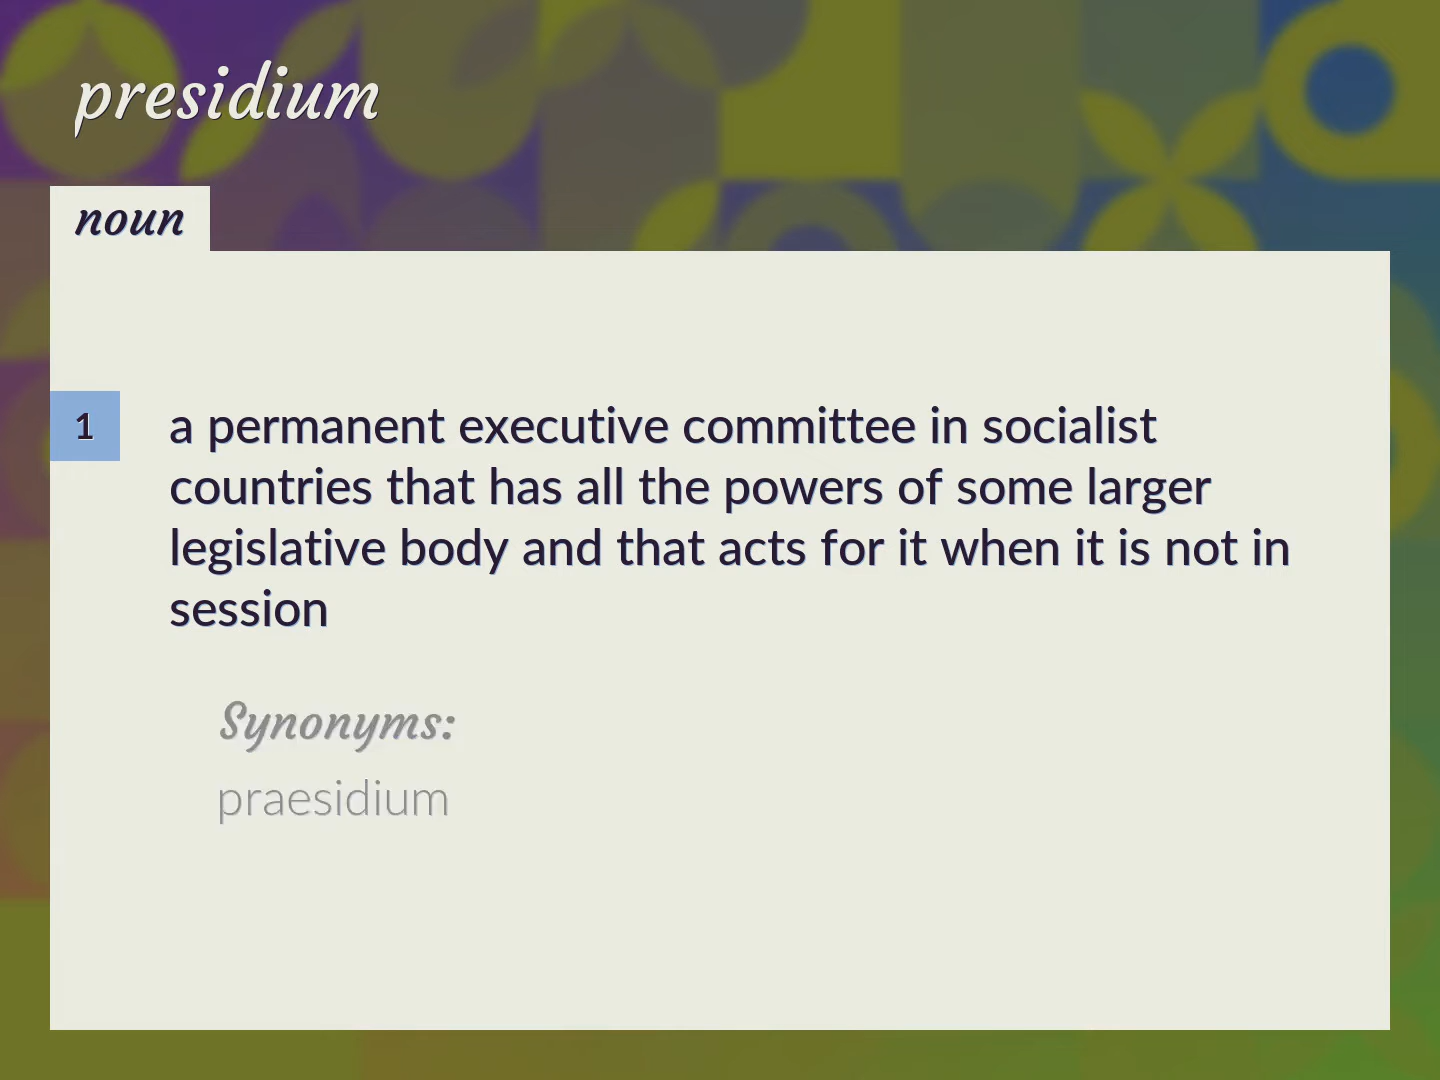 presidium
noun
1
a permanent executive committee in socialist
countries that has all the powers of some larger
legislative body and that acts for it when it is not in
session
Synonyms:
praesidium